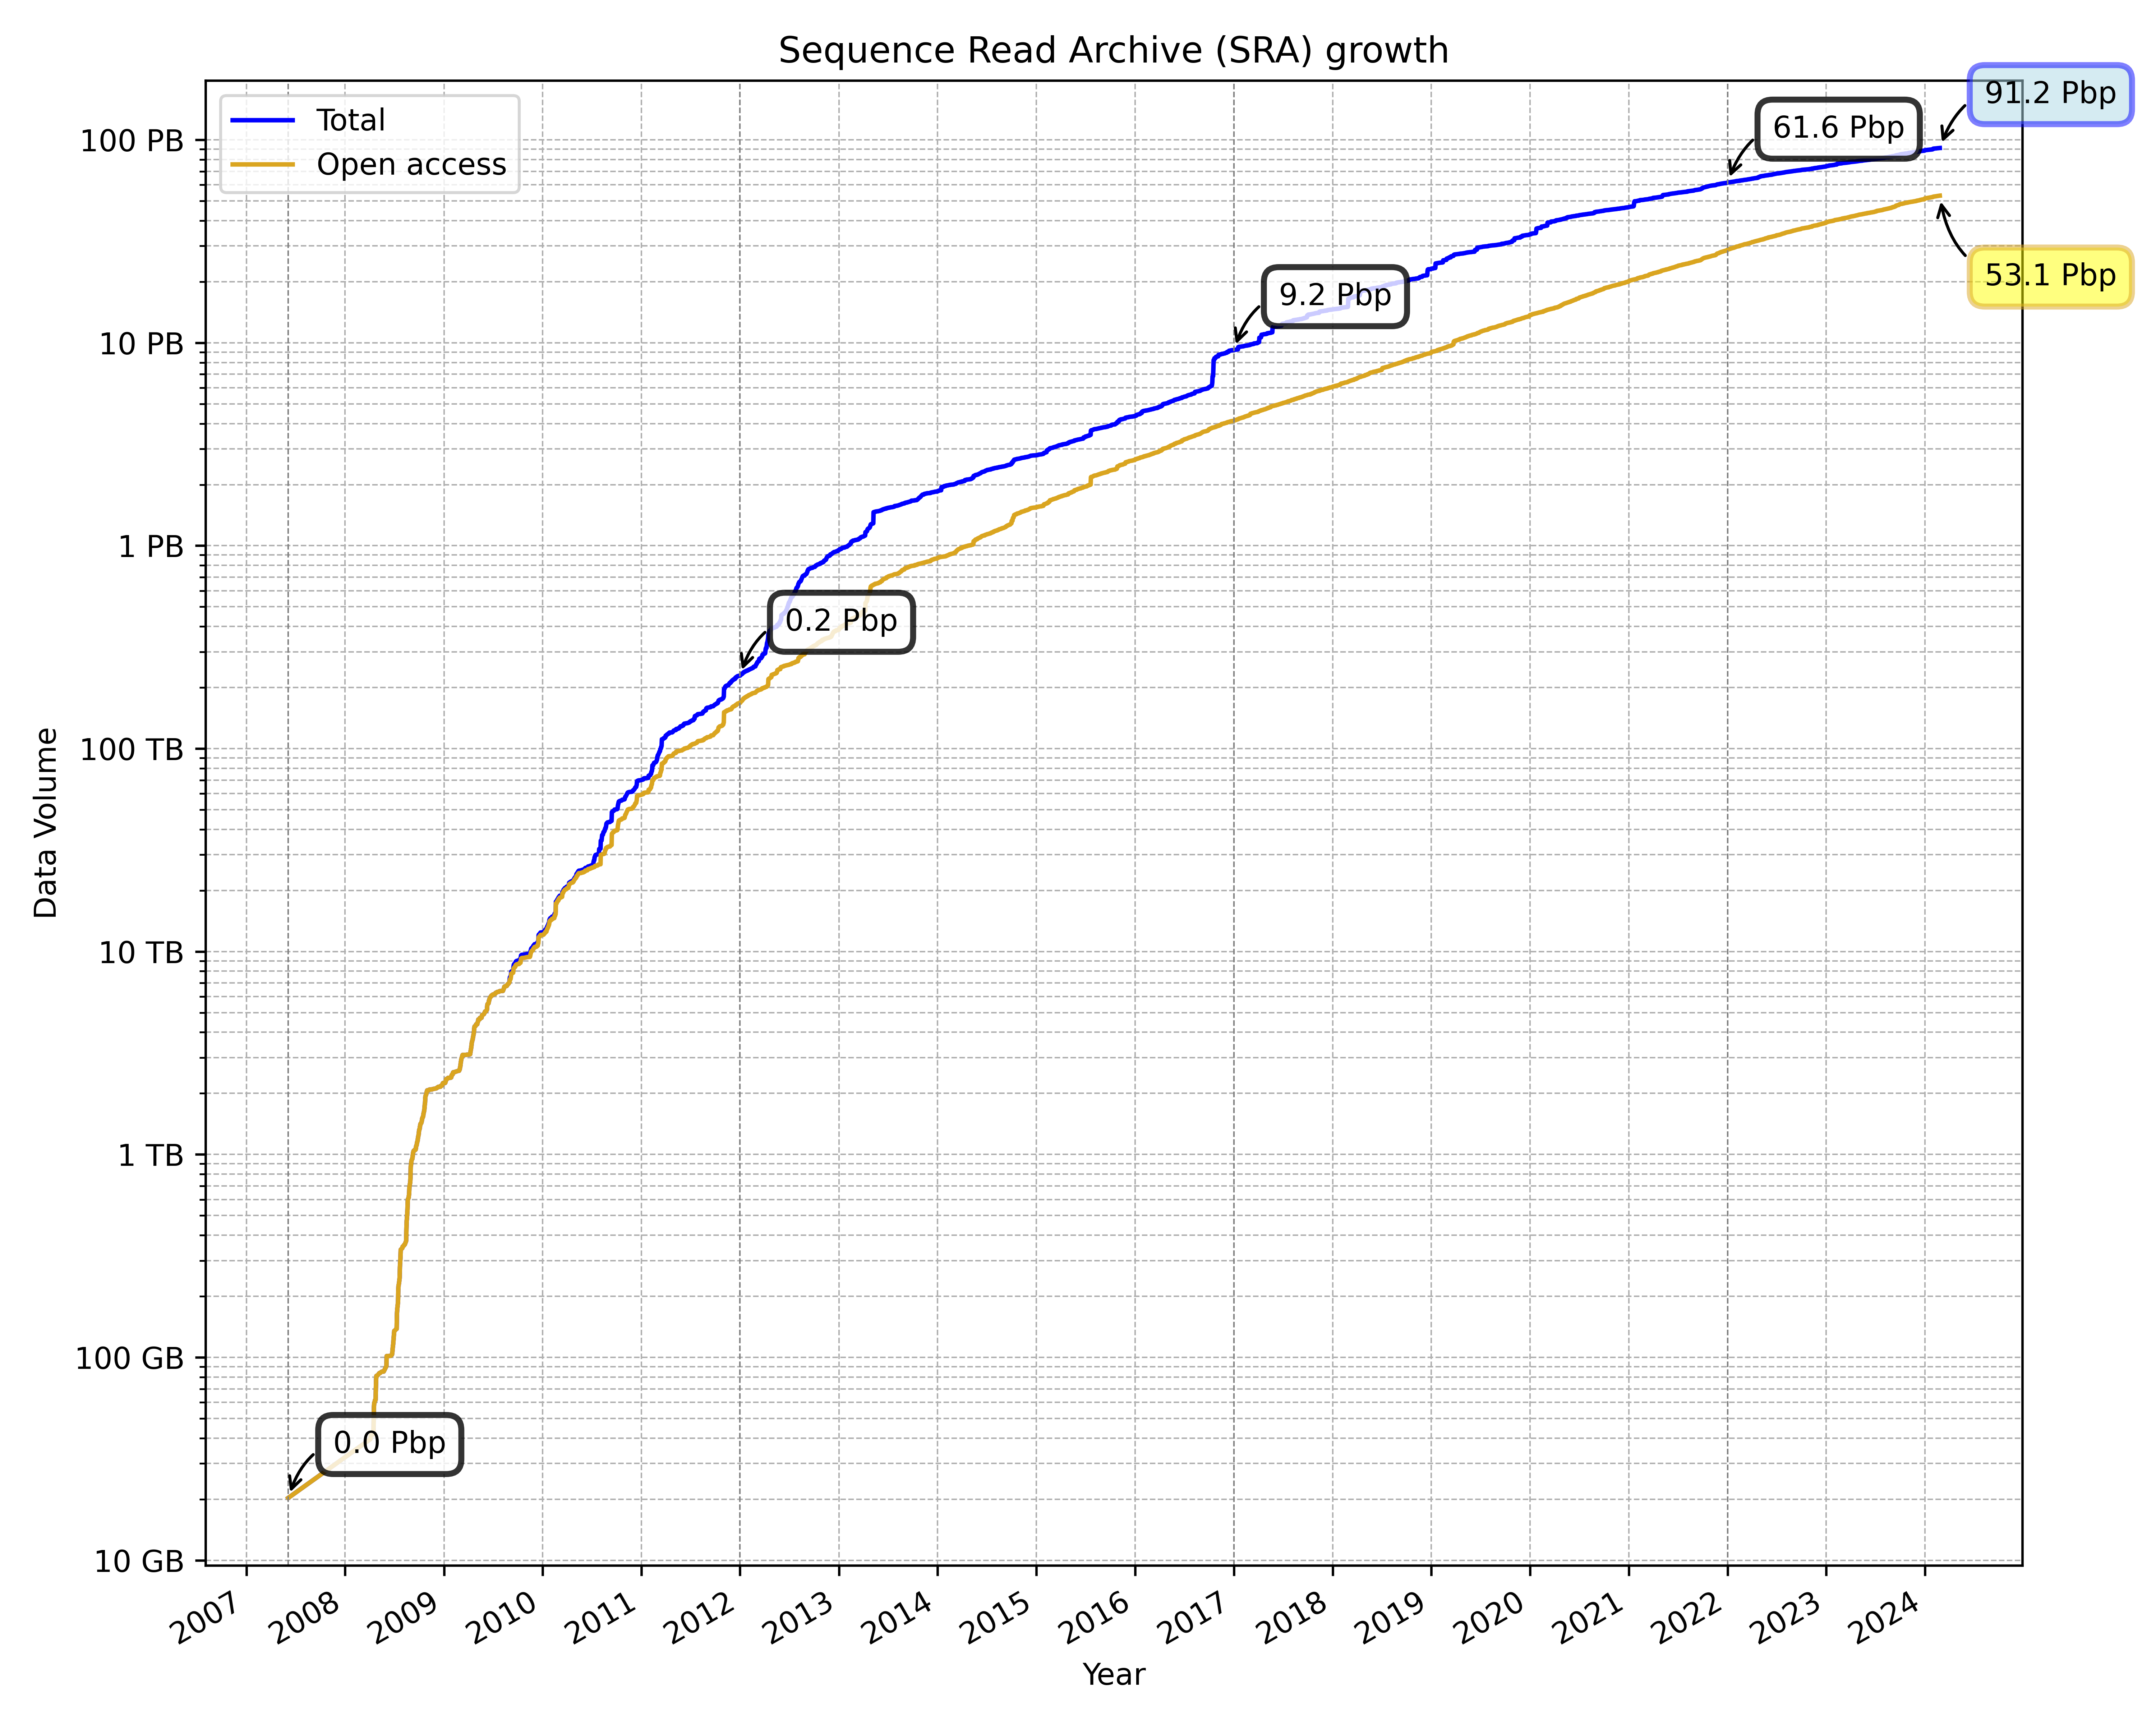 Sequence Read Archive (SRA) growth
Total
Open access
91.2 Pbp
61.6 Pbp
53.1 Pbp
9.2 Pbp
0.2 Pbp
0.0 Pbp
100 PB
10 PB
1 PB
100 TB
10 TB
1 TB
100 GB
10 GB
Data Volume
2007
2008
2009
2010
2011
2012
2013
2014
2015
2016
2017
2018
2019
2020
2021
2022
2023
2024
Year